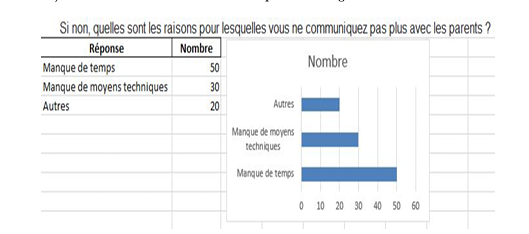 Si non, quelles sont les raisons pour lesquelles vous ne communiquez pas plus avec les parents ?
Réponse Nombre
Manque de temps 50
Manque de moyens techniques 30
Autres 20
Nombre
Autres
Manque de moyens
techniques
Manque de temps
0 10 20 30 40 50 60